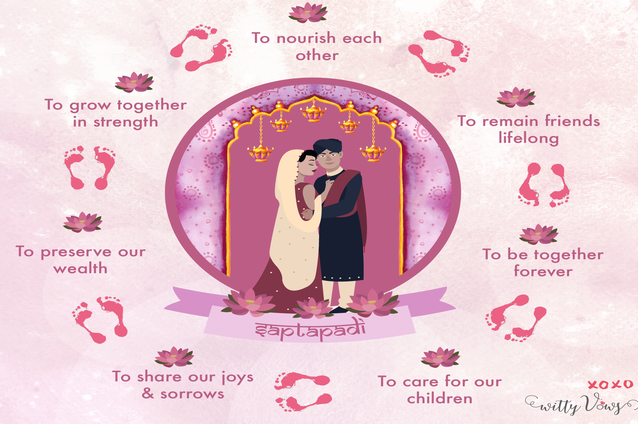 To nourish each
other
To grow together
in strength
To remain friends
lifelong
To preserve our
wealth
To be together
forever
saptapadi
To share our joys
& sorrows
To care for our
children
xoxo
witty Vows